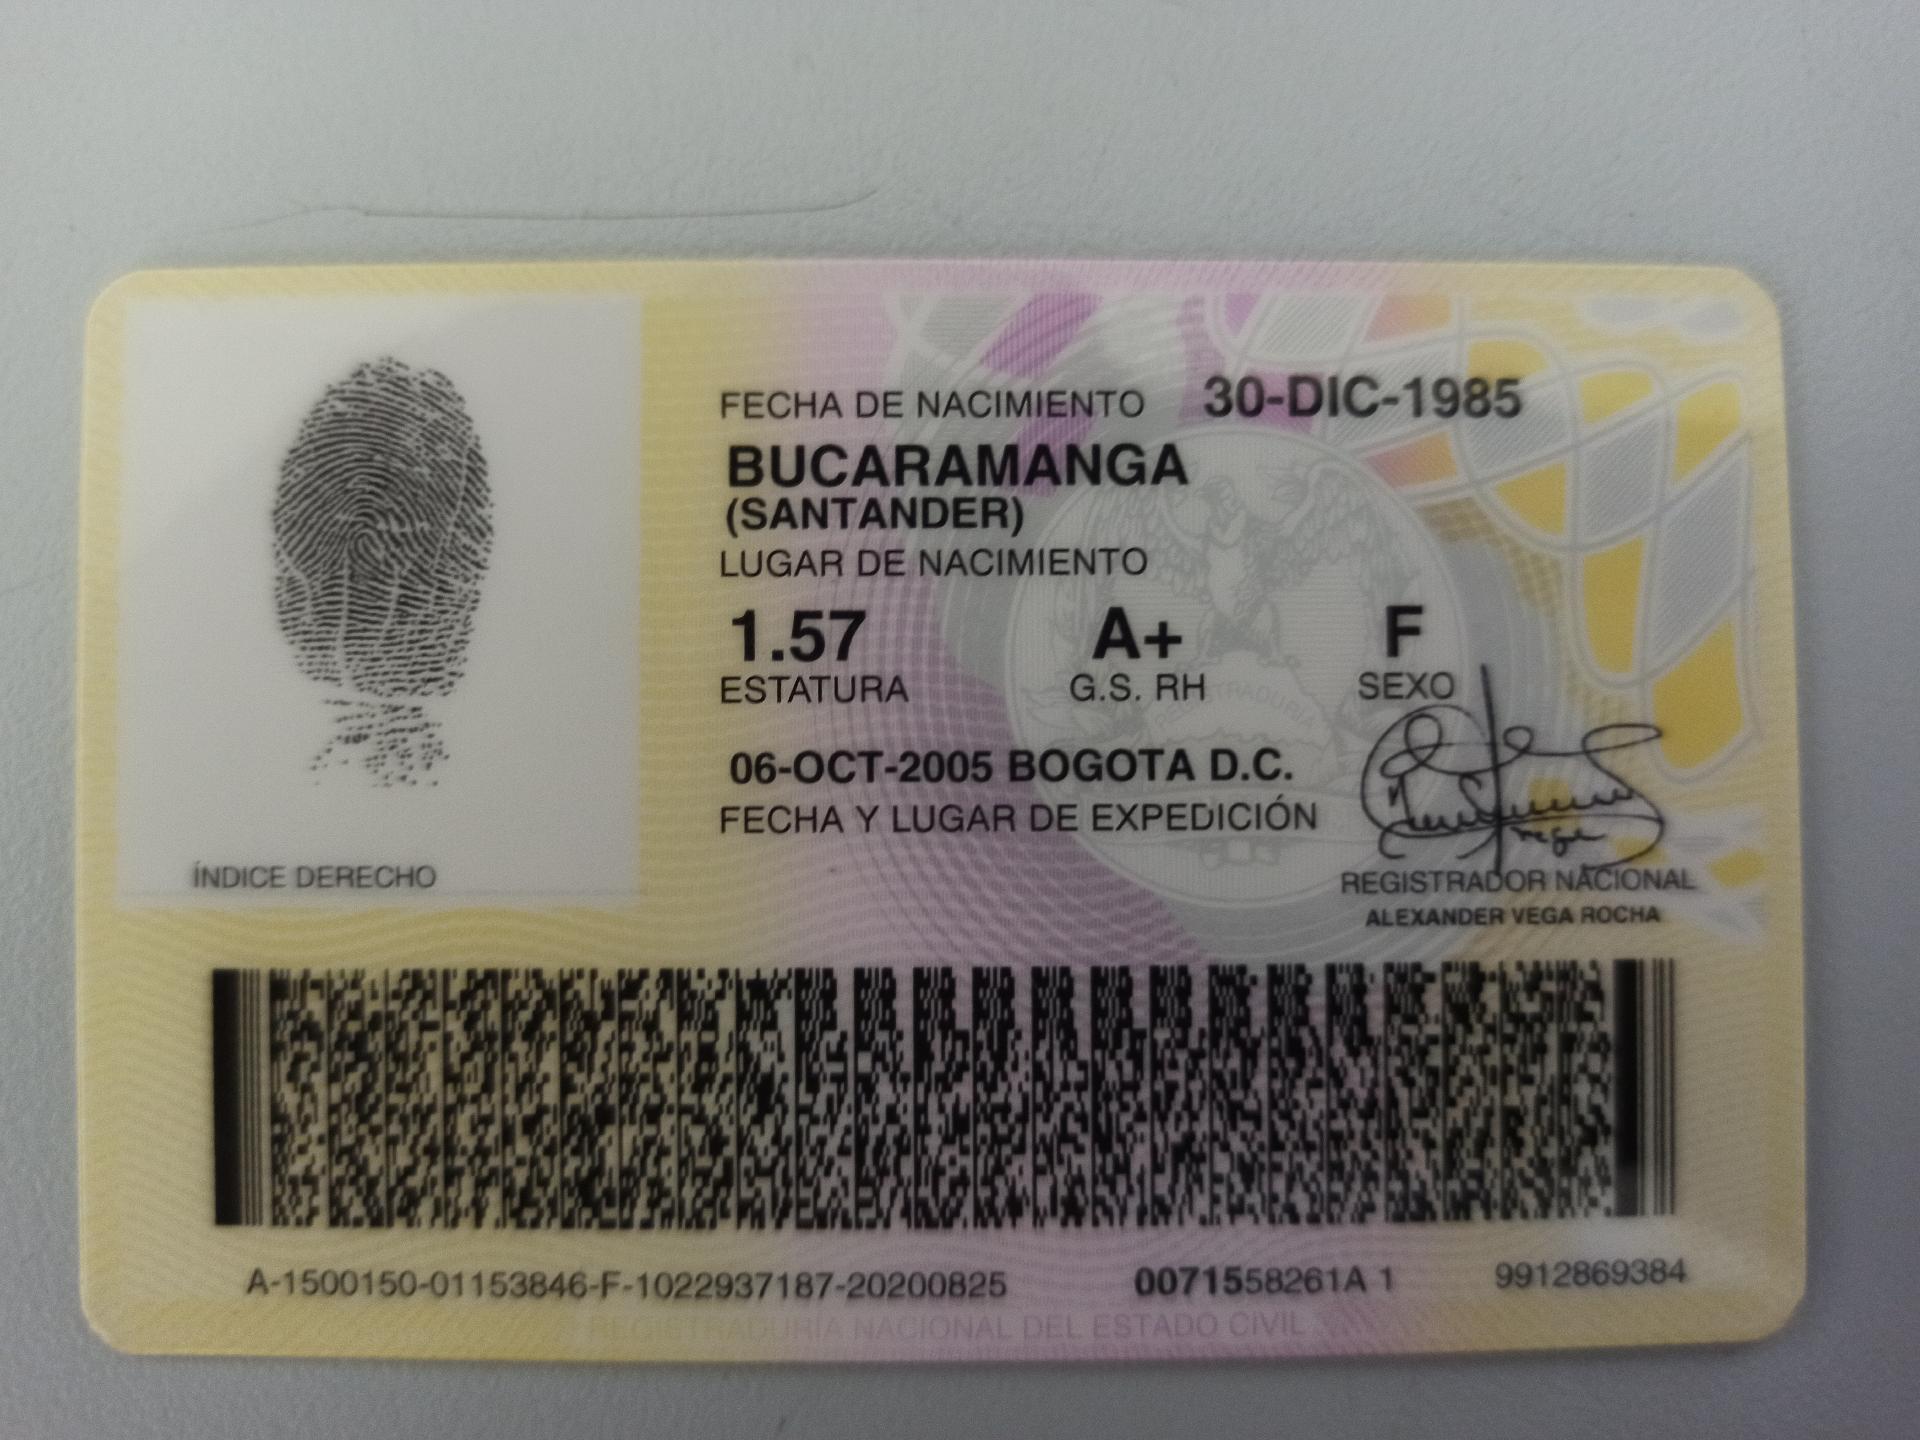 FECHA DE NACIMIENTO 30-DIC-1985
BUCARAMANGA
(SANTANDER)
LUGAR DE NACIMIENTO
1.57 A+ F
ESTATURA G.S. RH SEXO
06-OCT-2005 BOGOTA D.C.
FECHA Y LUGAR DE EXPEDICIÓN
ÍNDICE DERECHO
REGISTRADOR NACIONAL
ALEXANDER VEGA ROCHA
A-1500150-01153846-F-1022937187-20200825 0071558261A 1 9912869384
REGISTRADURÍA NACIONAL DEL ESTADO CIVIL